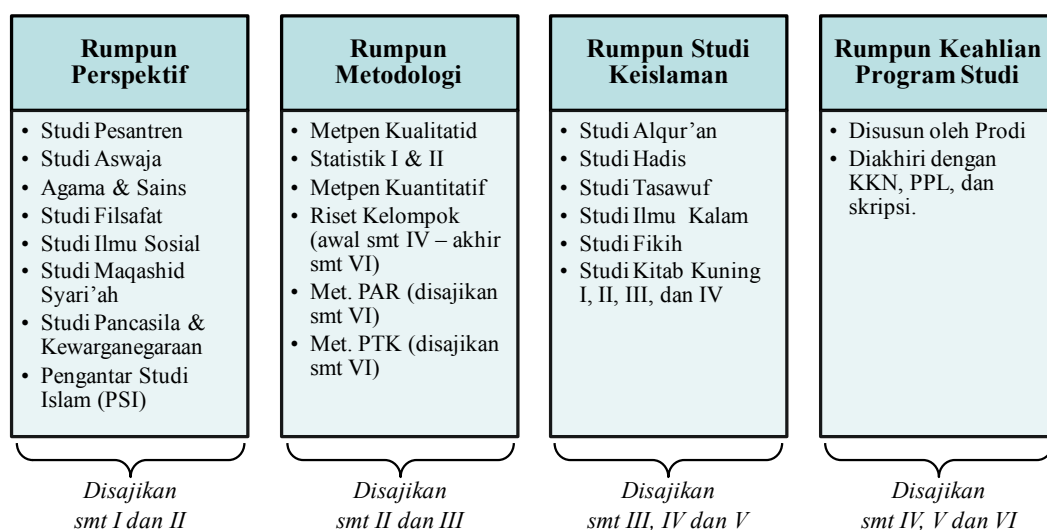 Rumpun
Perspektif
• Studi Pesantren
• Studi Aswaja
• Agama & Sains
• Studi Filsafat
• Studi Ilmu Sosial
• Studi Maqashid
Syari’ah
• Studi Pancasila &
Kewarganegaraan
• Pengantar Studi
Islam (PSI)
Disajikan
smt I dan II
Rumpun
Metodologi
• Metpen Kualitatid
• Statistik I & II
• Metpen Kuantitatif
• Riset Kelompok
(awal smt IV – akhir
smt VI)
• Met. PAR (disajikan
smt VI)
• Met. PTK (disajikan
smt VI)
Disajikan
smt II dan III
Rumpun Studi
Keislaman
• Studi Alqur’an
• Studi Hadis
• Studi Tasawuf
• Studi Ilmu Kalam
• Studi Fikih
• Studi Kitab Kuning
I, II, III, dan IV
Disajikan
smt III, IV dan V
Rumpun Keahlian
Program Studi
• Disusun oleh Prodi
• Diakhiri dengan
KKN, PPL, dan
skripsi.
Disajikan
smt IV, V dan VI